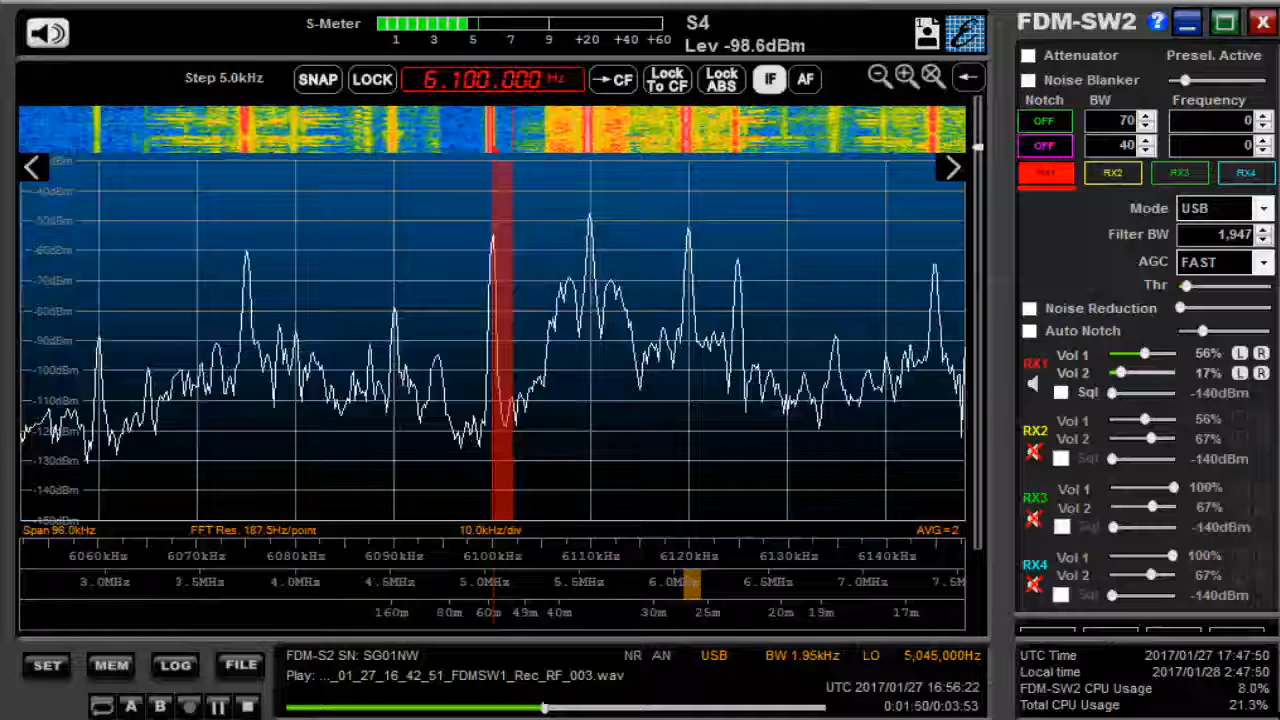 S-Meter 1 3 5 7 9 +20 +40 +60 S4
Lev -98.6dBm
FDM-SW2 ?
Step 5.0kHz SNAP LOCK 6.100.000 Hz →CF Lock To CF Lock ABS IF AF
Attenuator Presel. Active
Noise Blanker
Notch BW Frequency
OFF 70 0
OFF 40 0
RX1 RX2 RX3 RX4
Mode USB
Filter BW 1,947
AGC FAST
Thr
Noise Reduction
Auto Notch
RX1 Vol 1 56% L R
Vol 2 17% L R
Sql -140dBm
RX2 Vol 1 56%
Vol 2 67%
Sql -140dBm
RX3 Vol 1 100%
Vol 2 67%
Sql -140dBm
RX4 Vol 1 100%
Vol 2 67%
Sql -140dBm
-40dBm
-50dBm
-60dBm
-70dBm
-80dBm
-90dBm
-100dBm
-110dBm
-120dBm
-130dBm
-140dBm
Span 96.0kHz FFT Res. 187.5Hz/point 10.0kHz/div AVG=2
6060kHz 6070kHz 6080kHz 6090kHz 6100kHz 6110kHz 6120kHz 6130kHz 6140kHz
3.0MHz 3.5MHz 4.0MHz 4.5MHz 5.0MHz 5.5MHz 6.0MHz 6.5MHz 7.0MHz 7.5M
160m 80m 60m 49m 40m 30m 25m 20m 19m 17m
SET MEM LOG FILE
A B
FDM-S2 SN: SG01NW NR AN USB BW 1.95kHz LO 5,045,000Hz
Play: ..._01_27_16_42_51_FDMSW1_Rec_RF_003.wav
UTC 2017/01/27 16:56:22
0:01:50/0:03:53
UTC Time 2017/01/27 17:47:50
Local time 2017/01/28 2:47:50
FDM-SW2 CPU Usage 8.0%
Total CPU Usage 21.3%